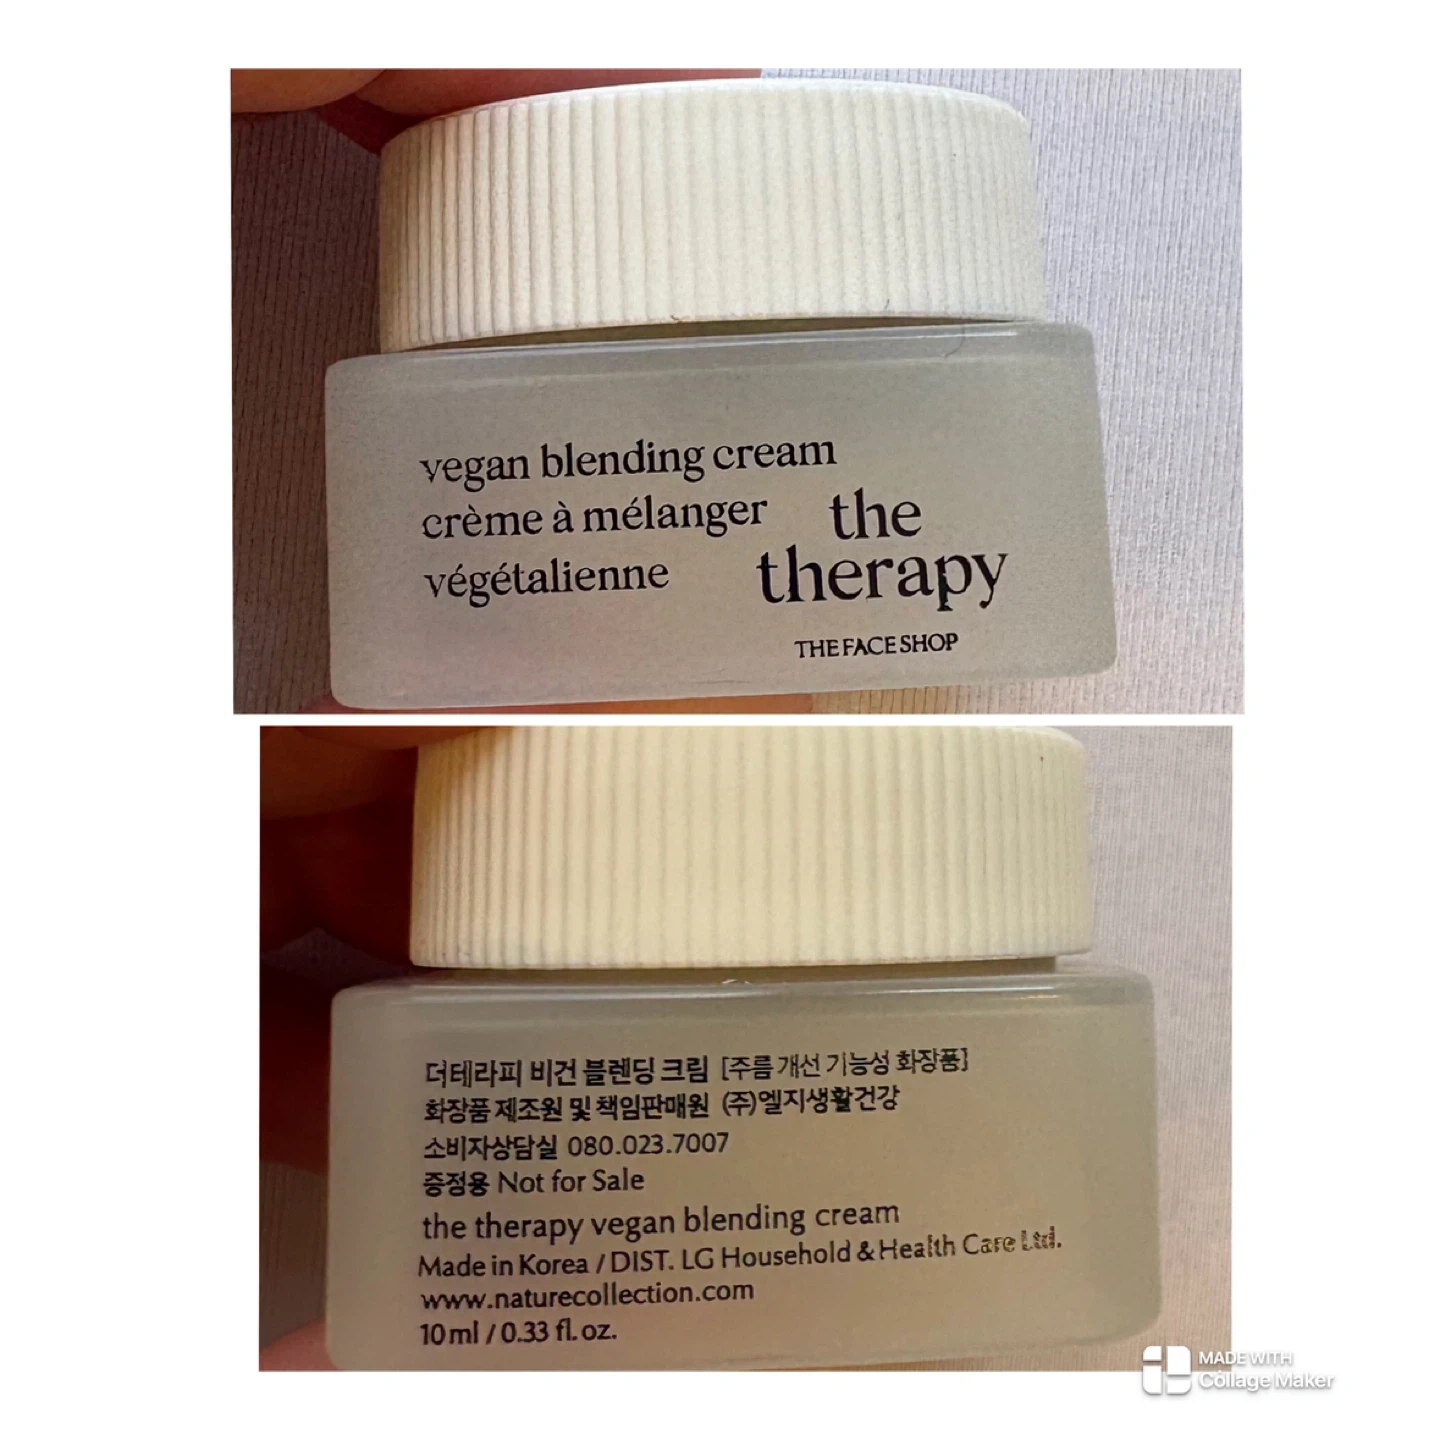 vegan blending cream
crème à mélanger
végétalienne
the
therapy
THE FACE SHOP
더테라피 비건 블렌딩 크림 [주름 개선 기능성 화장품]
화장품 제조원 및 책임판매원 (주)엘지생활건강
소비자상담실 080.023.7007
증정용 Not for Sale
the therapy vegan blending cream
Made in Korea / DIST. LG Household & Health Care Ltd.
www.naturecollection.com
10 ml / 0.33 fl. oz.
MADE WITH
Collage Maker